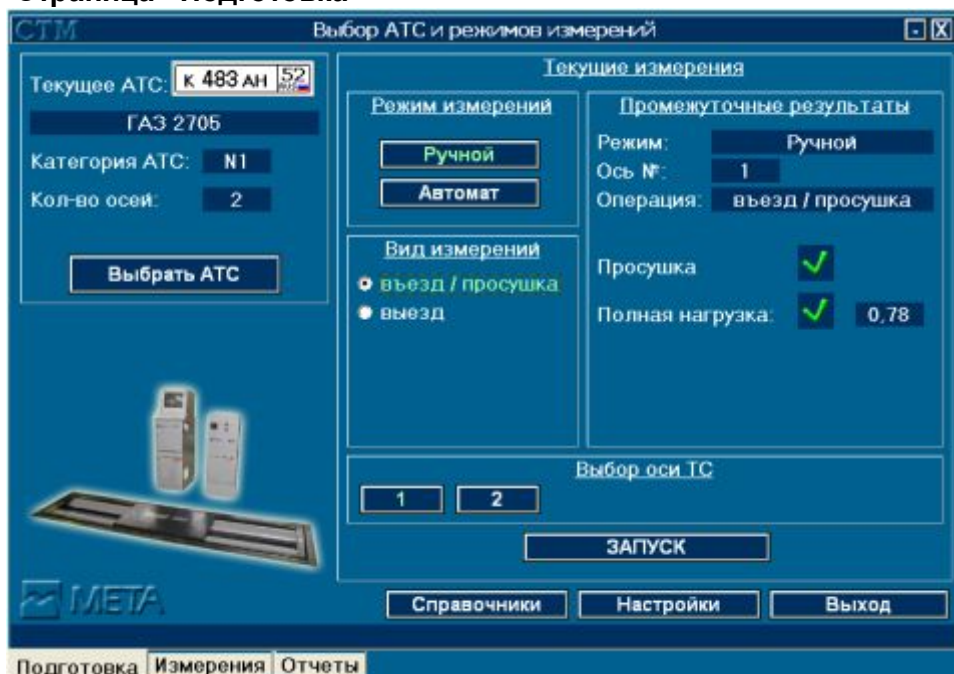 Страница "Подготовка"
СТМ
Выбор АТС и режимов измерений
Текущее АТС: К 483 АН 52 RUS
ГАЗ 2705
Категория АТС: N1
Кол-во осей: 2
Выбрать АТС
МЕТА
Текущие измерения
Режим измерений
Ручной
Автомат
Вид измерений
въезд / просушка
выезд
Промежуточные результаты
Режим: Ручной
Ось №: 1
Операция: въезд / просушка
Просушка
Полная нагрузка: 0,78
Выбор оси ТС
1 2
ЗАПУСК
Справочники Настройки Выход
Подготовка Измерения Отчеты